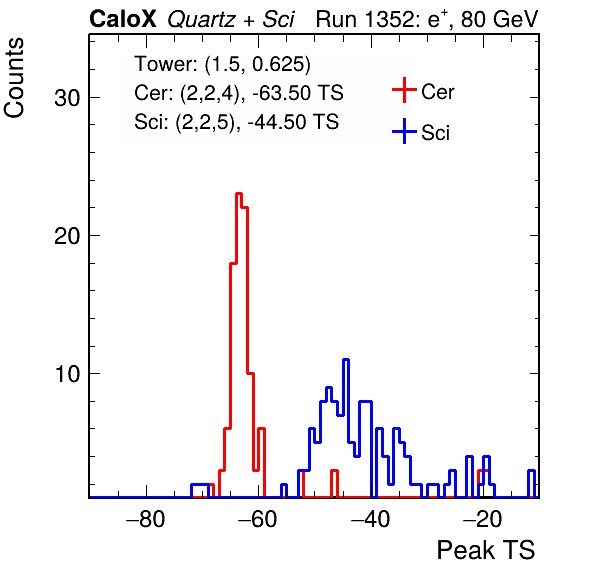 CaloX Quartz + Sci Run 1352: e⁺, 80 GeV
Counts
Tower: (1.5, 0.625)
Cer: (2,2,4), -63.50 TS
Sci: (2,2,5), -44.50 TS
Cer
Sci
30
20
10
−80 −60 −40 −20
Peak TS